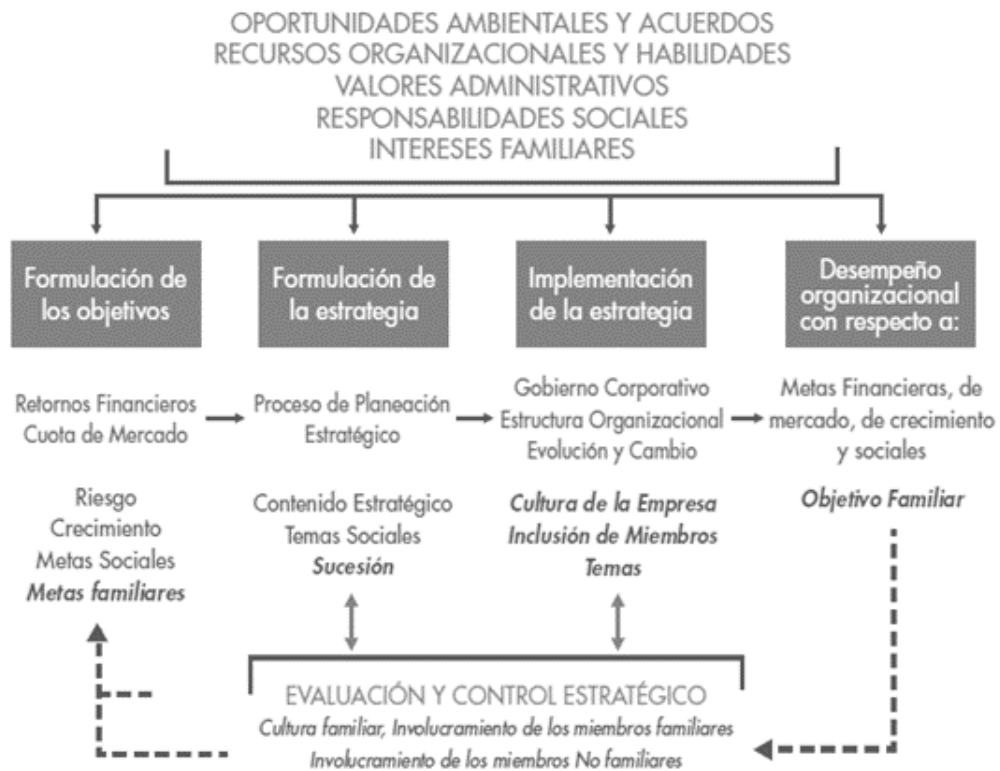 OPORTUNIDADES AMBIENTALES Y ACUERDOS
RECURSOS ORGANIZACIONALES Y HABILIDADES
VALORES ADMINISTRATIVOS
RESPONSABILIDADES SOCIALES
INTERESES FAMILIARES
Formulación de
los objetivos
Formulación de
la estrategia
Implementación
de la estrategia
Desempeño
organizacional
con respecto a:
Retornos Financieros
Cuota de Mercado
Proceso de Planeación
Estratégico
Gobierno Corporativo
Estructura Organizacional
Evolución y Cambio
Metas Financieras, de
mercado, de crecimiento
y sociales
Riesgo
Crecimiento
Metas Sociales
Metas familiares
Contenido Estratégico
Temas Sociales
Sucesión
Cultura de la Empresa
Inclusión de Miembros
Temas
Objetivo Familiar
EVALUACIÓN Y CONTROL ESTRATÉGICO
Cultura familiar, Involucramiento de los miembros familiares
Involucramiento de los miembros No familiares